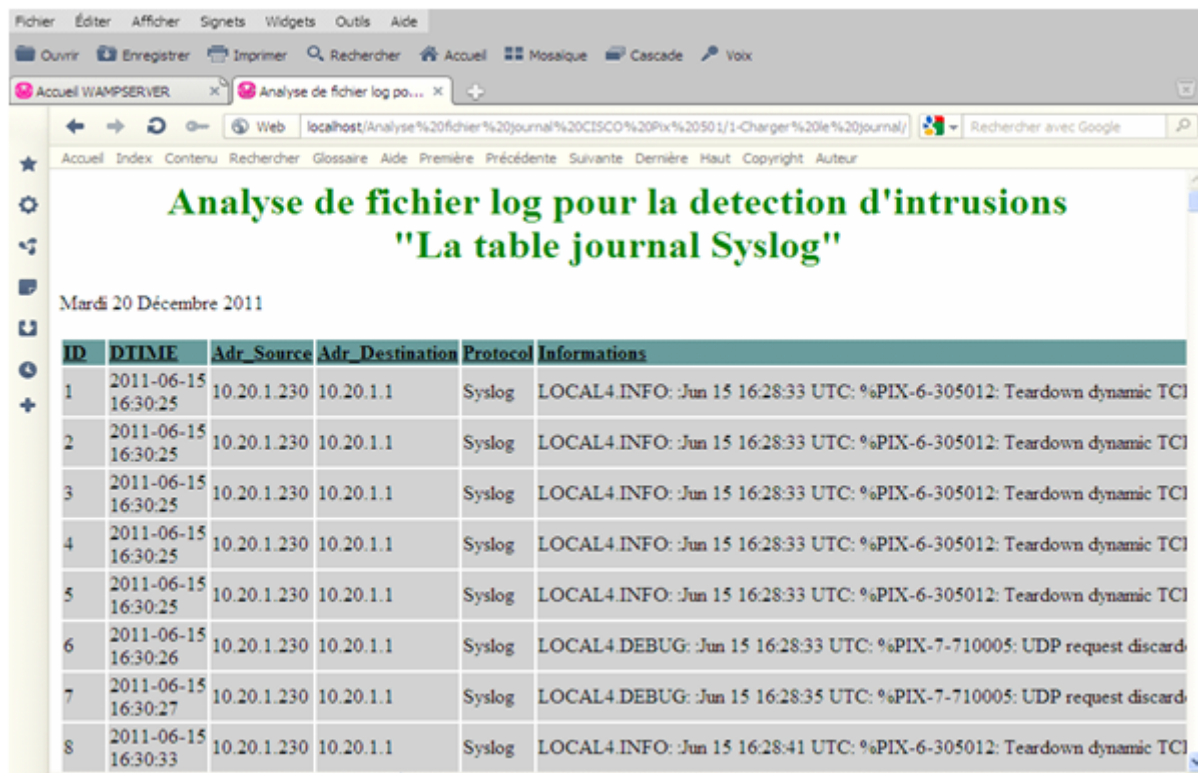 Fichier Éditer Afficher Signets Widgets Outils Aide
Ouvrir Enregistrer Imprimer Rechercher Accueil Mosaïque Cascade Voix
Accueil WAMPSERVER Analyse de fichier log po...
Web localhost/Analyse%20fichier%20journal%20CISCO%20Pix%20501/1-Charger%20le%20journal/ Rechercher avec Google
Accueil Index Contenu Rechercher Glossaire Aide Première Précédente Suivante Dernière Haut Copyright Auteur
Analyse de fichier log pour la detection d'intrusions
"La table journal Syslog"
Mardi 20 Décembre 2011
ID DTIME Adr_Source Adr_Destination Protocol Informations
1 2011-06-15 16:30:25 10.20.1.230 10.20.1.1 Syslog LOCAL4.INFO: :Jun 15 16:28:33 UTC: %PIX-6-305012: Teardown dynamic TC
2 2011-06-15 16:30:25 10.20.1.230 10.20.1.1 Syslog LOCAL4.INFO: :Jun 15 16:28:33 UTC: %PIX-6-305012: Teardown dynamic TC
3 2011-06-15 16:30:25 10.20.1.230 10.20.1.1 Syslog LOCAL4.INFO: :Jun 15 16:28:33 UTC: %PIX-6-305012: Teardown dynamic TC
4 2011-06-15 16:30:25 10.20.1.230 10.20.1.1 Syslog LOCAL4.INFO: :Jun 15 16:28:33 UTC: %PIX-6-305012: Teardown dynamic TC
5 2011-06-15 16:30:25 10.20.1.230 10.20.1.1 Syslog LOCAL4.INFO: :Jun 15 16:28:33 UTC: %PIX-6-305012: Teardown dynamic TC
6 2011-06-15 16:30:26 10.20.1.230 10.20.1.1 Syslog LOCAL4.DEBUG: :Jun 15 16:28:33 UTC: %PIX-7-710005: UDP request discard
7 2011-06-15 16:30:27 10.20.1.230 10.20.1.1 Syslog LOCAL4.DEBUG: :Jun 15 16:28:35 UTC: %PIX-7-710005: UDP request discard
8 2011-06-15 16:30:33 10.20.1.230 10.20.1.1 Syslog LOCAL4.INFO: :Jun 15 16:28:41 UTC: %PIX-6-305012: Teardown dynamic TC